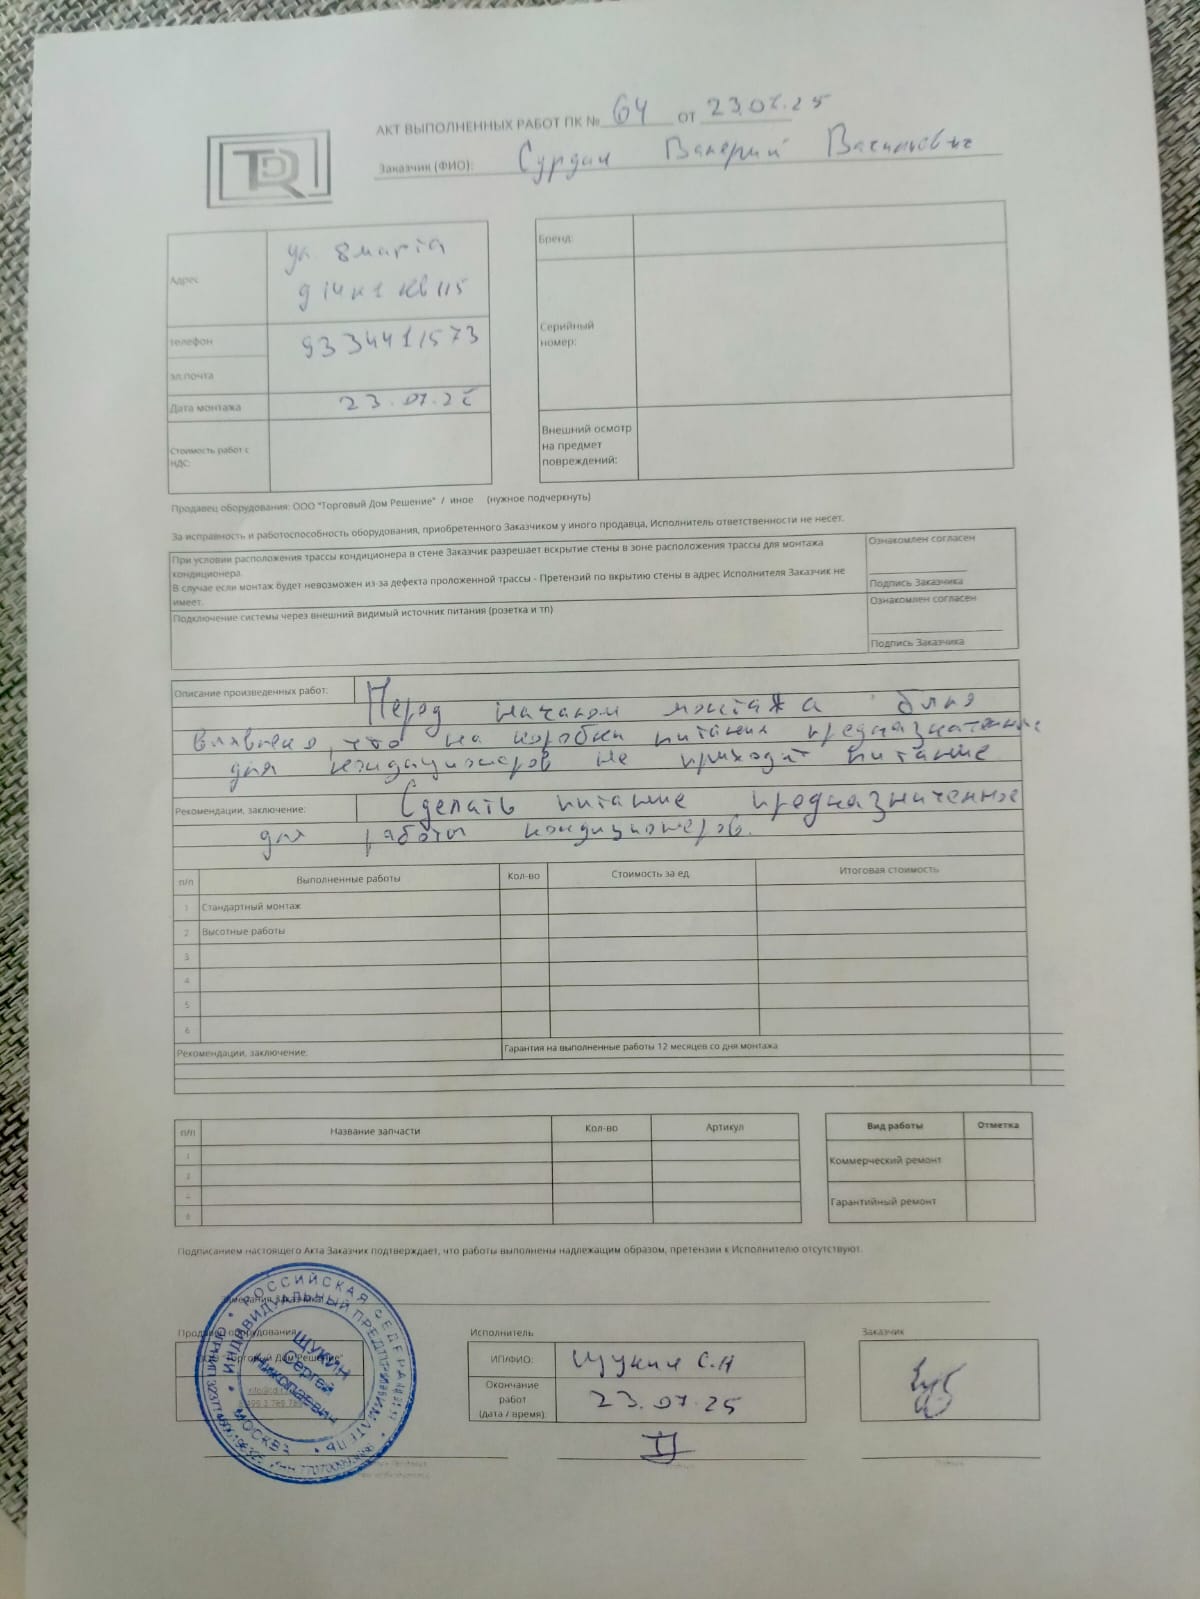 АКТ ВЫПОЛНЕННЫХ РАБОТ ПК № 64 от 23.07.25
Заказчик (ФИО): Сурдин Валерий Васильевич
TDR
Адрес
ул. 8 марта
д 14 к 1 кв 115
телефон
9334411573
эл.почта
Дата монтажа 23.07.25
Стоимость работ с
НДС:
Бренд:
Серийный
номер:
Внешний осмотр
на предмет
повреждений:
Продавец оборудования: ООО "Торговый Дом Решение" / иное (нужное подчеркнуть)
За исправность и работоспособность оборудования, приобретенного Заказчиком у иного продавца, Исполнитель ответственности не несет.
При условии расположения трассы кондиционера в стене Заказчик разрешает вскрытие стены в зоне расположения трассы для монтажа
кондиционера.
В случае если монтаж будет невозможен из-за дефекта проложенной трассы - Претензий по вкрытию стены в адрес Исполнителя Заказчик не
имеет.
Ознакомлен согласен
Подпись Заказчика
Подключение системы через внешний видимый источник питания (розетка и тп)
Ознакомлен согласен
Подпись Заказчика
Описание произведенных работ: Перед началом монтажа было
что на коробки питания
для кондиционеров не приходит питание
Рекомендации, заключение: Сделать питание предназначенное
для работы кондиционеров.
п/п Выполненные работы Кол-во Стоимость за ед Итоговая стоимость
1 Стандартный монтаж
2 Высотные работы
3
4
5
6
Рекомендации, заключение: Гарантия на выполненные работы 12 месяцев со дня монтажа
п/п Название запчасти Кол-во Артикул
1
Вид работы Отметка
Коммерческий ремонт
Гарантийный ремонт
Подписанием настоящего Акта Заказчик подтверждает, что работы выполнены надлежащим образом, претензии к Исполнителю отсутствуют.
Продавец оборудования
"Торговый Дом Решение"
РОССИЙСКАЯ ФЕДЕРАЦИЯ
ИНДИВИДУАЛЬНЫЙ ПРЕДПРИНИМАТЕЛЬ
ЩУКИН
Сергей
Николаевич
МОСКВА
Исполнитель
ИП/ФИО: Щукин С.Н
Окончание
работ
(дата / время):
23.07.25
Заказчик